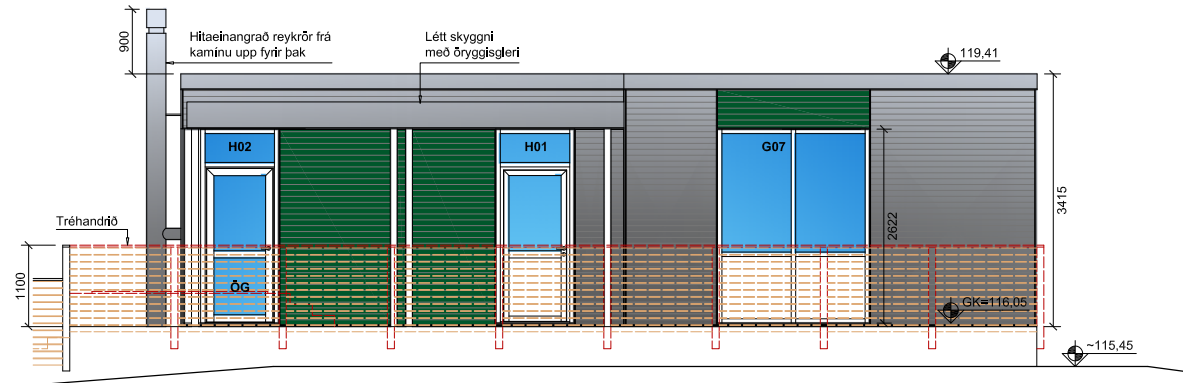 900
Hitaeinangrað reykrör frá
kamínu upp fyrir þak
Létt skyggni
með öryggisgleri
119,41
H02
H01
G07
Tréhandrið
3415
2622
1100
ÖG
GK=116,05
~115,45